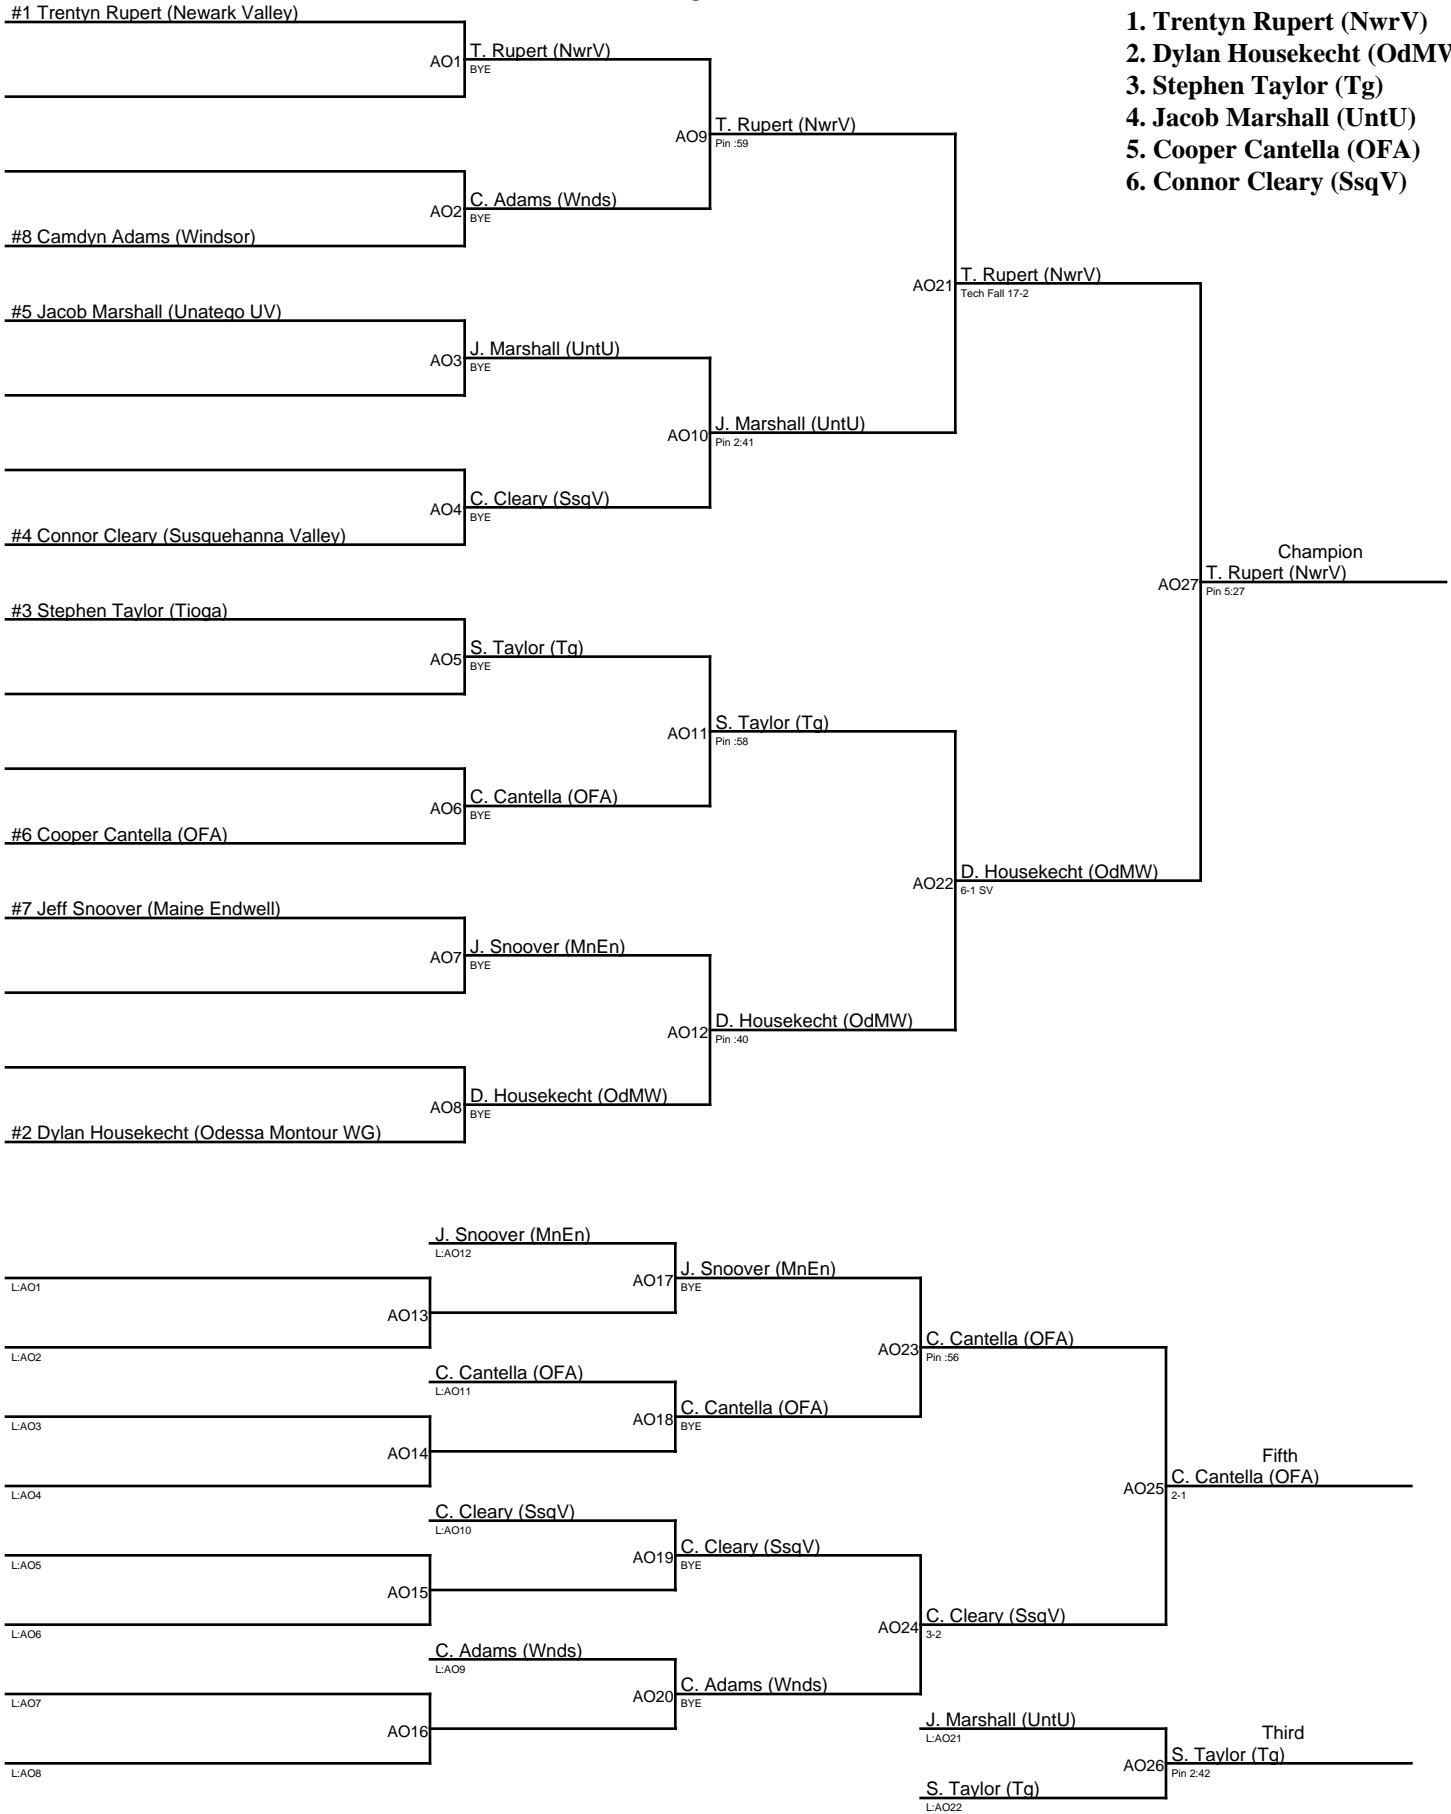 #1 Trentyn Rupert (Newark Valley)
AO1
T. Rupert (NwrV)
BYE
AO9
T. Rupert (NwrV)
Pin :59
AO2
C. Adams (Wnds)
BYE
#8 Camdyn Adams (Windsor)
AO21
T. Rupert (NwrV)
Tech Fall 17-2
#5 Jacob Marshall (Unatego UV)
AO3
J. Marshall (UntU)
BYE
AO10
J. Marshall (UntU)
Pin 2:41
AO4
C. Cleary (SsqV)
BYE
#4 Connor Cleary (Susquehanna Valley)
Champion
AO27
T. Rupert (NwrV)
Pin 5:27
#3 Stephen Taylor (Tioga)
AO5
S. Taylor (Tg)
BYE
AO11
S. Taylor (Tg)
Pin :58
AO6
C. Cantella (OFA)
BYE
#6 Cooper Cantella (OFA)
AO22
D. Housekecht (OdMW)
6-1 SV
#7 Jeff Snoover (Maine Endwell)
AO7
J. Snoover (MnEn)
BYE
AO12
D. Housekecht (OdMW)
Pin :40
AO8
D. Housekecht (OdMW)
BYE
#2 Dylan Housekecht (Odessa Montour WG)
1. Trentyn Rupert (NwrV)
2. Dylan Housekecht (OdMW
3. Stephen Taylor (Tg)
4. Jacob Marshall (UntU)
5. Cooper Cantella (OFA)
6. Connor Cleary (SsqV)
J. Snoover (MnEn)
L:AO12
L:AO1
AO13
L:AO2
AO17
J. Snoover (MnEn)
BYE
AO23
C. Cantella (OFA)
Pin :56
C. Cantella (OFA)
L:AO11
L:AO3
AO14
L:AO4
AO18
C. Cantella (OFA)
BYE
Fifth
AO25
C. Cantella (OFA)
2-1
C. Cleary (SsqV)
L:AO10
L:AO5
AO15
L:AO6
AO19
C. Cleary (SsqV)
BYE
AO24
C. Cleary (SsqV)
3-2
C. Adams (Wnds)
L:AO9
L:AO7
AO16
L:AO8
AO20
C. Adams (Wnds)
BYE
J. Marshall (UntU)
L:AO21
Third
AO26
S. Taylor (Tg)
Pin 2:42
S. Taylor (Tg)
L:AO22